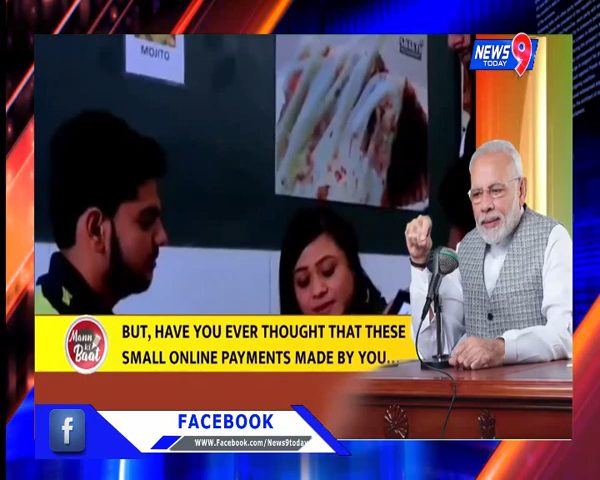 MOJITO
NEWS 9
TODAY
Mann
ki
Baat
BUT, HAVE YOU EVER THOUGHT THAT THESE
SMALL ONLINE PAYMENTS MADE BY YOU...
FACEBOOK
www.Facebook.com/News9today